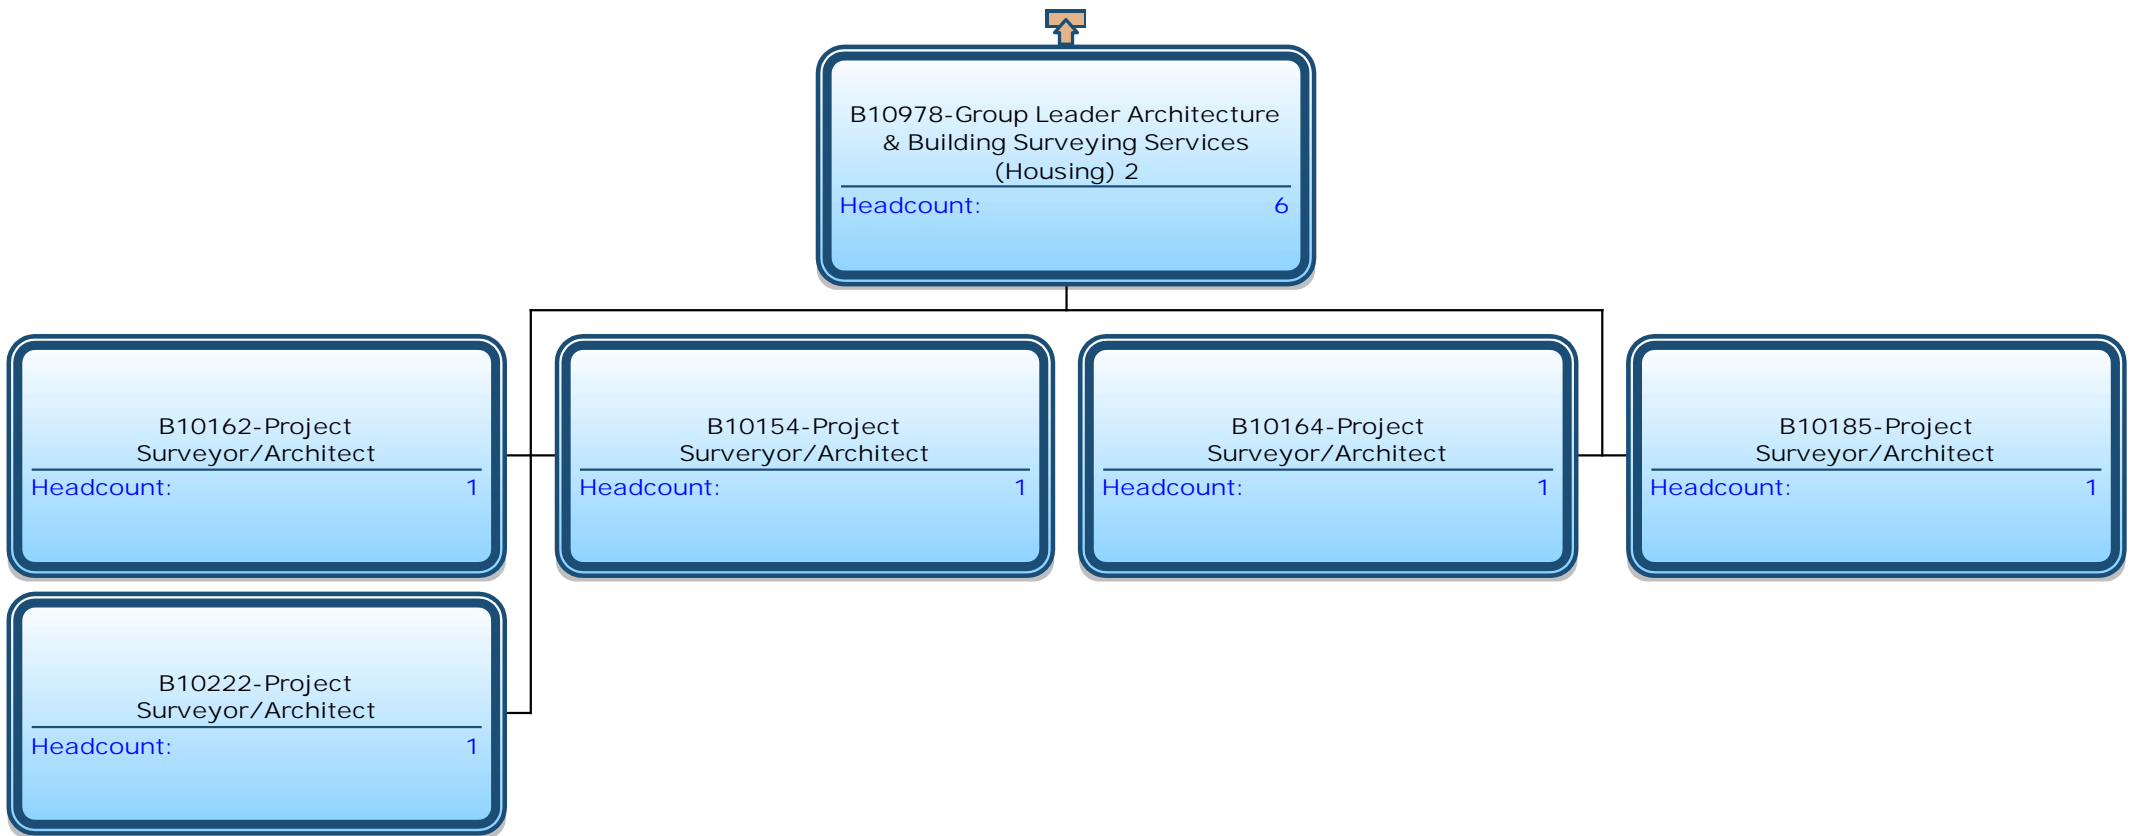 B10978-Group Leader Architecture
& Building Surveying Services
(Housing) 2
Headcount: 6
B10162-Project
Surveyor/Architect
Headcount: 1
B10154-Project
Surveryor/Architect
Headcount: 1
B10164-Project
Surveyor/Architect
Headcount: 1
B10185-Project
Surveyor/Architect
Headcount: 1
B10222-Project
Surveyor/Architect
Headcount: 1